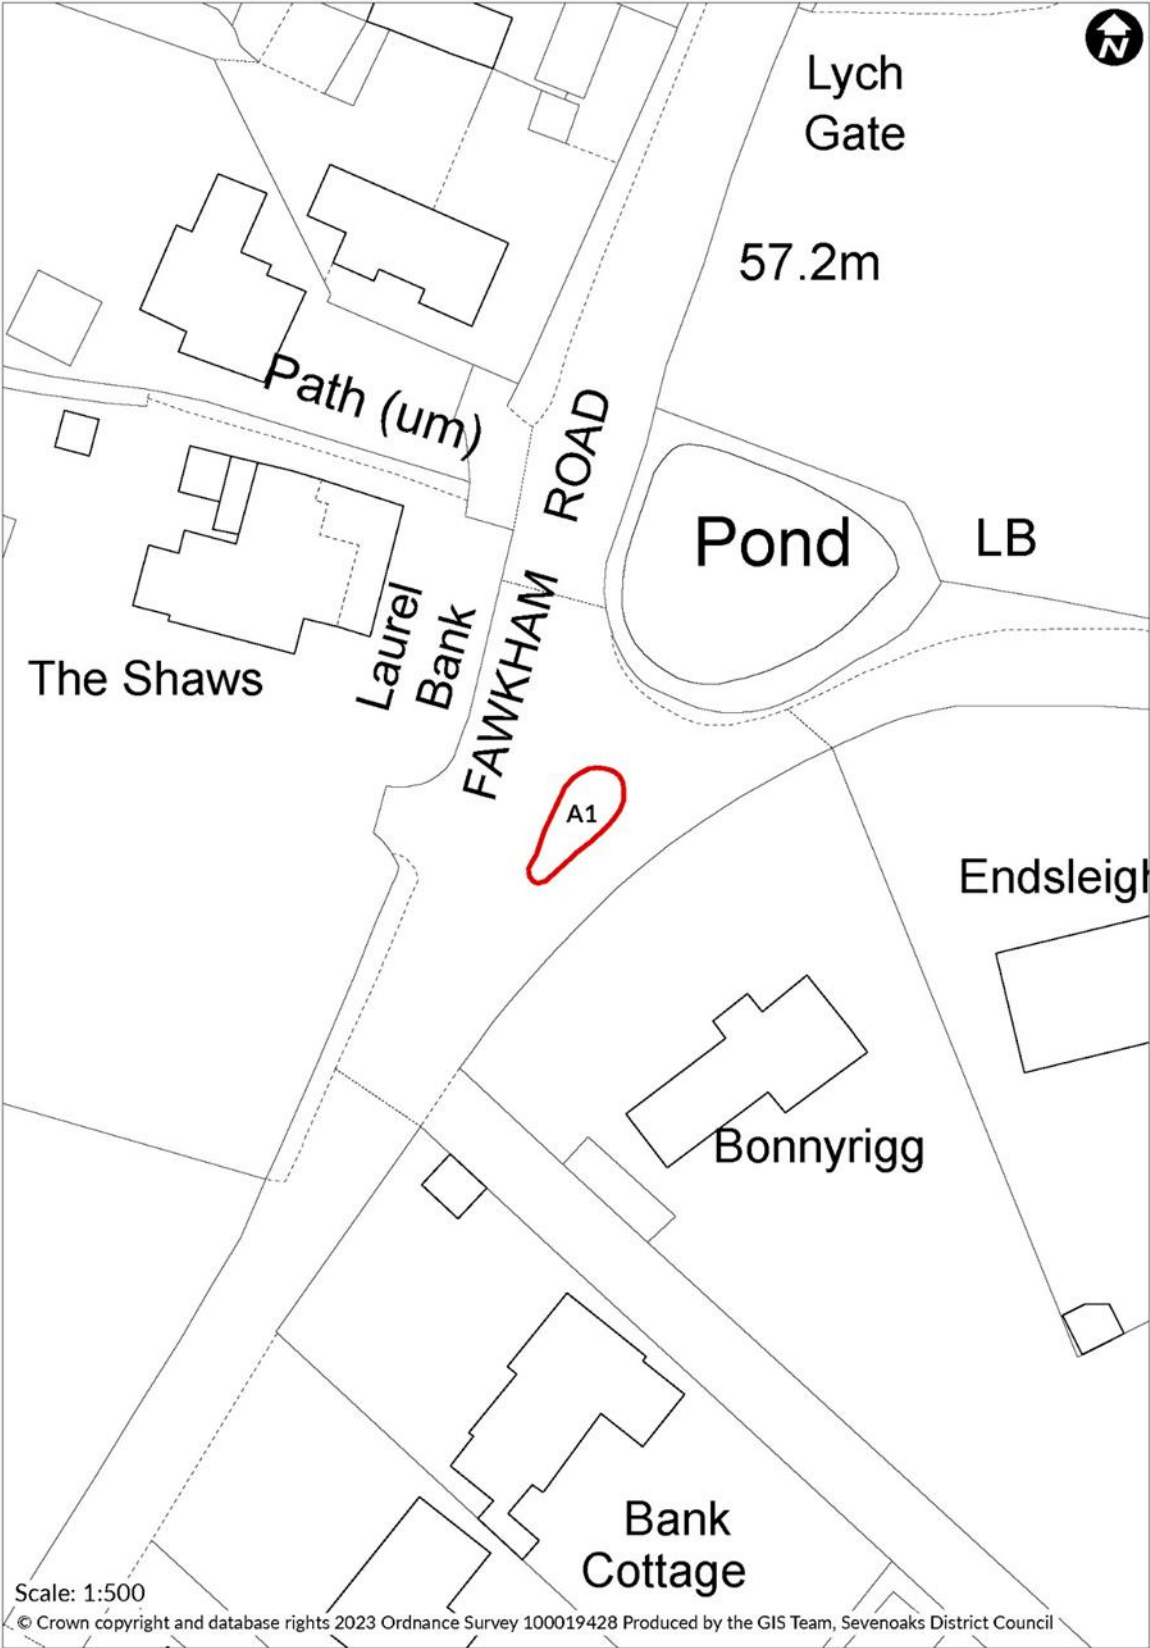 N
Lych
Gate
57.2m
Path (um)
FAWKHAM ROAD
Pond
LB
Laurel
Bank
The Shaws
A1
Endsleigh
Bonnyrigg
Bank
Cottage
Scale: 1:500
© Crown copyright and database rights 2023 Ordnance Survey 100019428 Produced by the GIS Team, Sevenoaks District Council